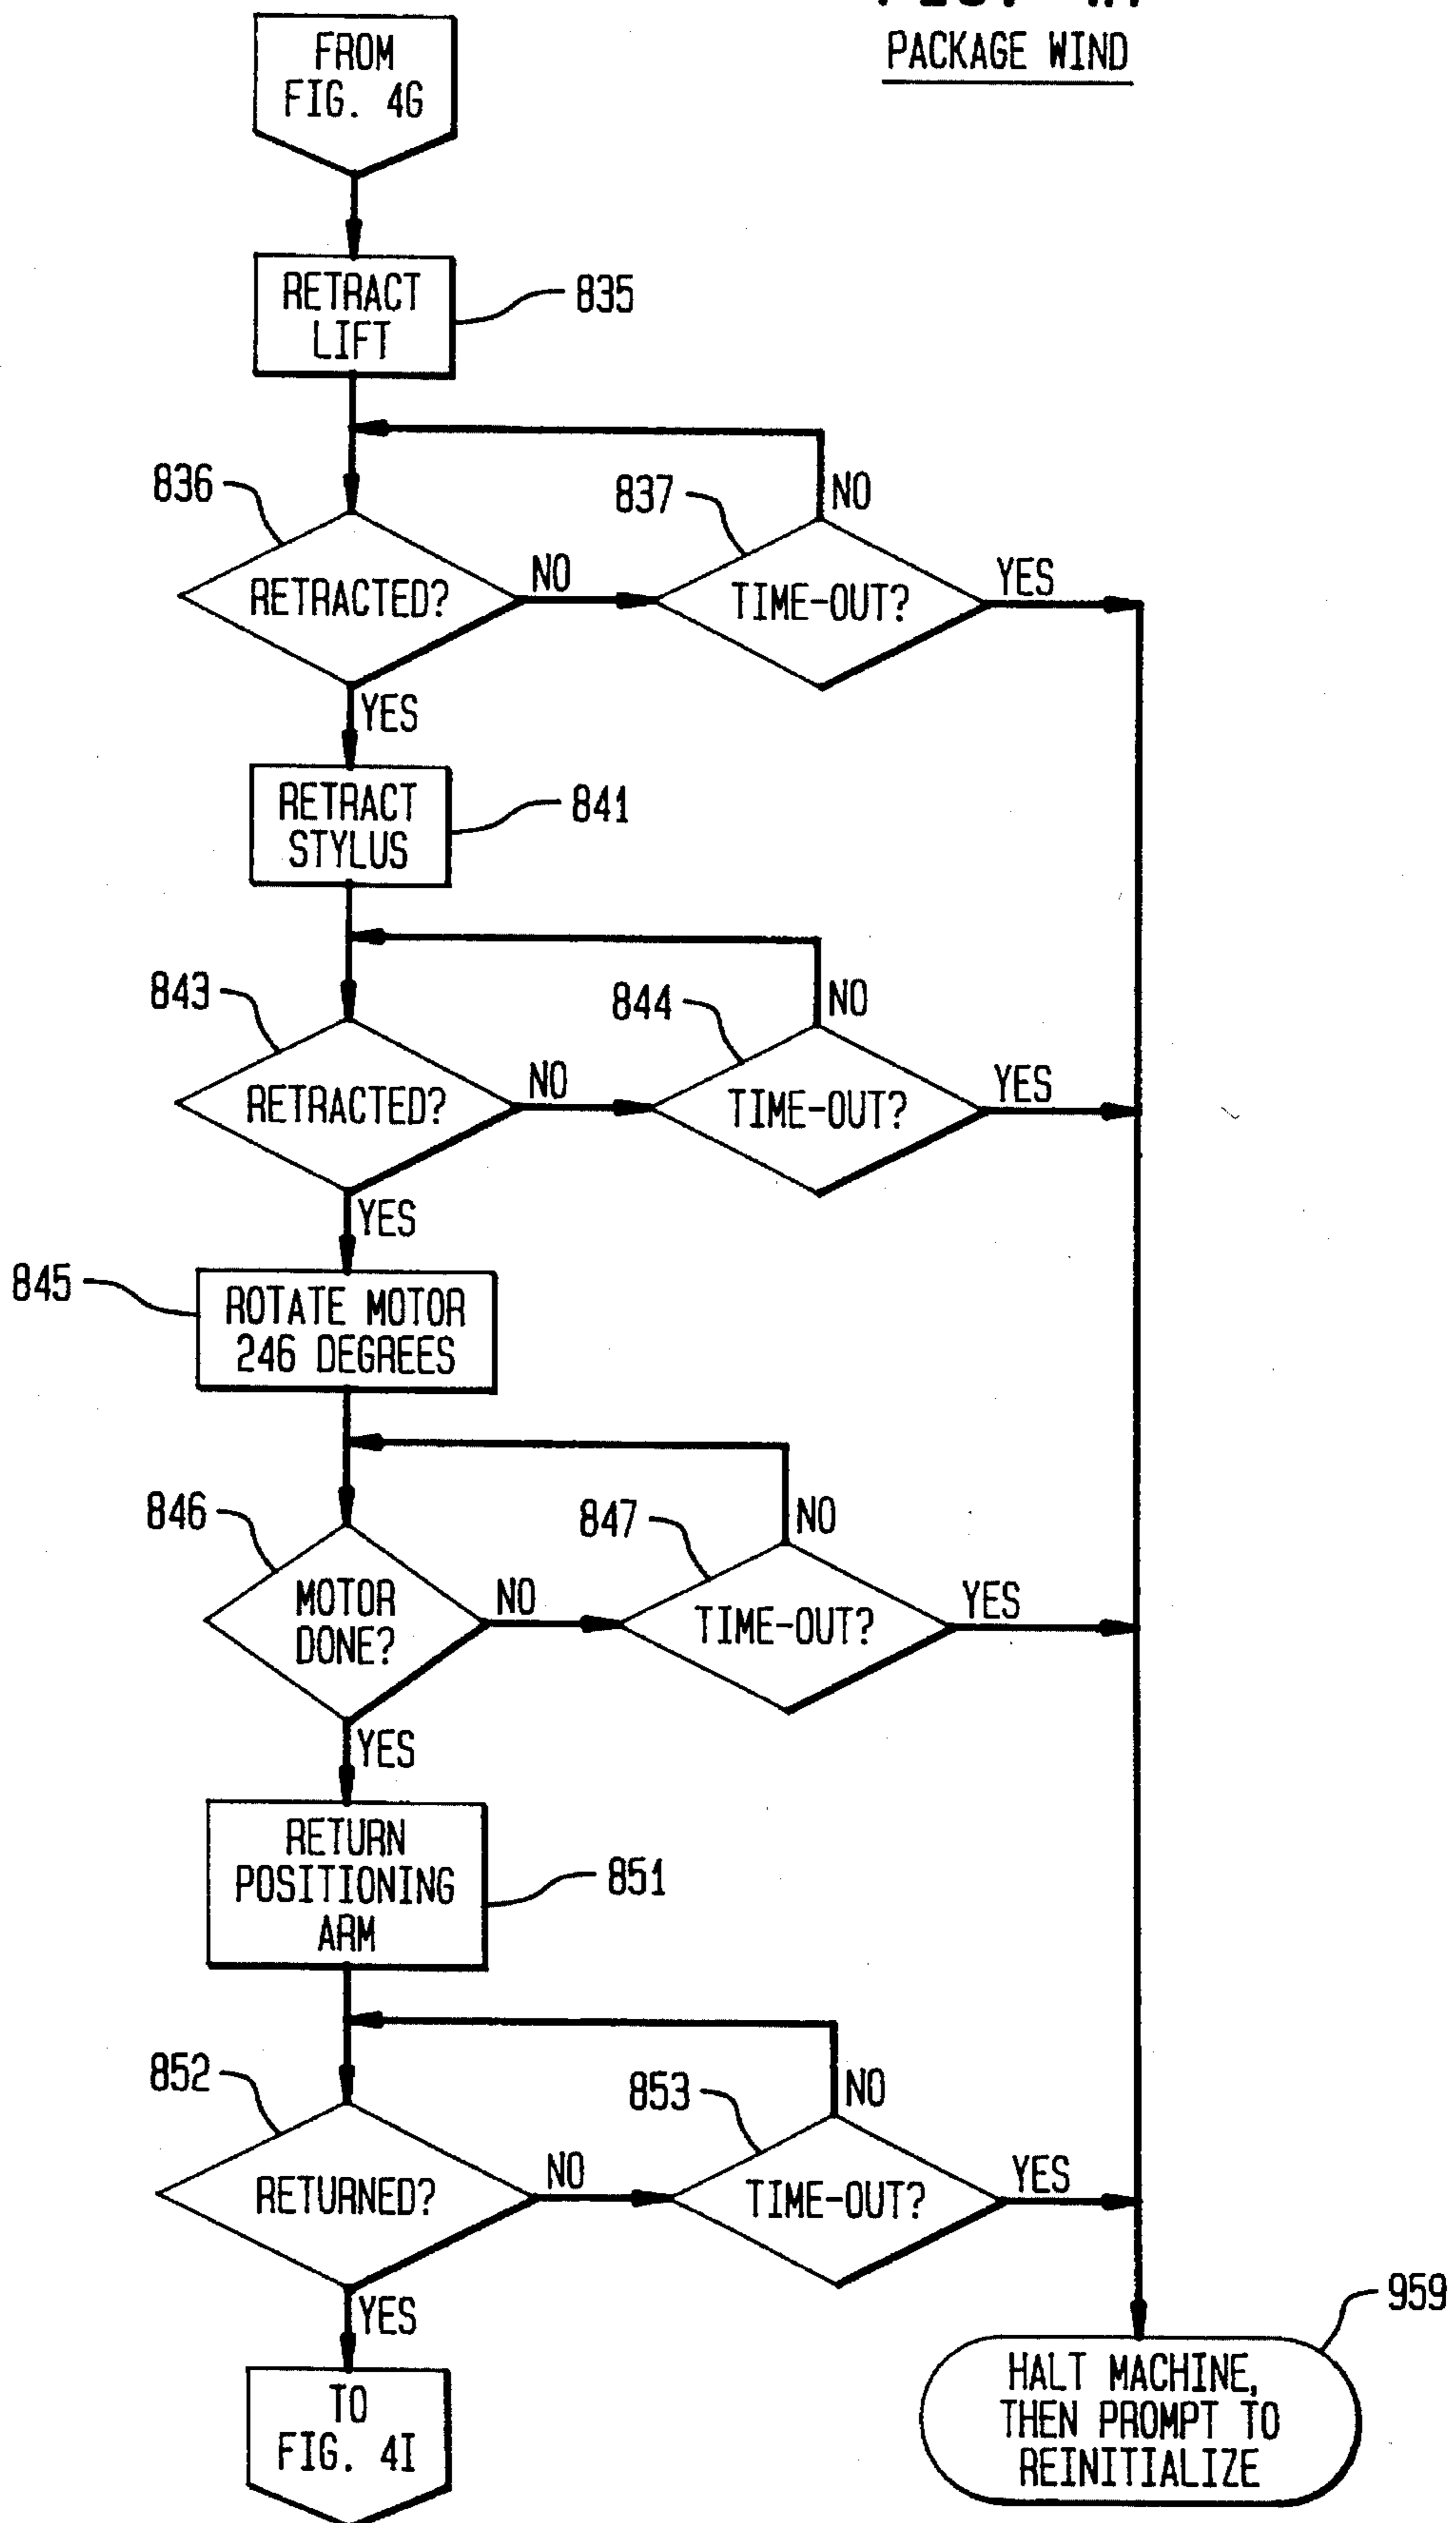 PACKAGE WIND
FROM
FIG. 4G
RETRACT
LIFT
835
836
RETRACTED?
NO
837
TIME-OUT?
NO
YES
YES
RETRACT
STYLUS
841
843
RETRACTED?
NO
844
TIME-OUT?
NO
YES
YES
845
ROTATE MOTOR
246 DEGREES
846
MOTOR
DONE?
NO
847
TIME-OUT?
NO
YES
YES
RETURN
POSITIONING
ARM
851
852
RETURNED?
NO
853
TIME-OUT?
NO
YES
YES
TO
FIG. 4I
959
HALT MACHINE,
THEN PROMPT TO
REINITIALIZE